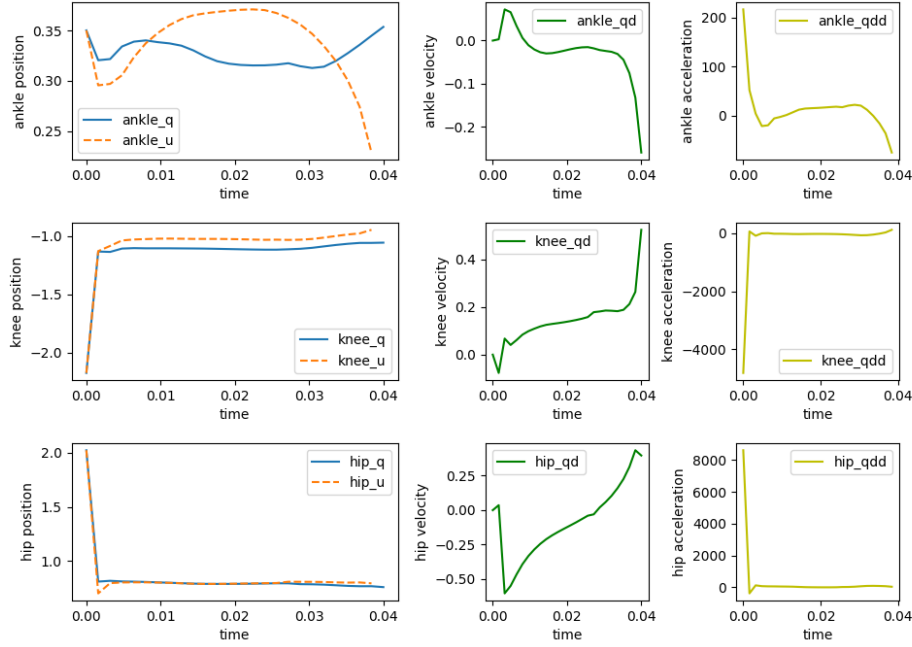 ankle position
0.35
0.30
0.25
ankle_q
ankle_u
0.00 0.01 0.02 0.03 0.04
time
ankle velocity
0.0
−0.1
−0.2
ankle_qd
0.00 0.02 0.04
time
ankle acceleration
200
100
0
ankle_qdd
0.00 0.02 0.04
time
knee position
−1.0
−1.5
−2.0
knee_q
knee_u
0.00 0.01 0.02 0.03 0.04
time
knee velocity
0.4
0.2
0.0
knee_qd
0.00 0.02 0.04
time
knee acceleration
0
−2000
−4000
knee_qdd
0.00 0.02 0.04
time
hip position
2.0
1.5
1.0
hip_q
hip_u
0.00 0.01 0.02 0.03 0.04
time
hip velocity
0.25
0.00
−0.25
−0.50
hip_qd
0.00 0.02 0.04
time
hip acceleration
8000
6000
4000
2000
0
hip_qdd
0.00 0.02 0.04
time